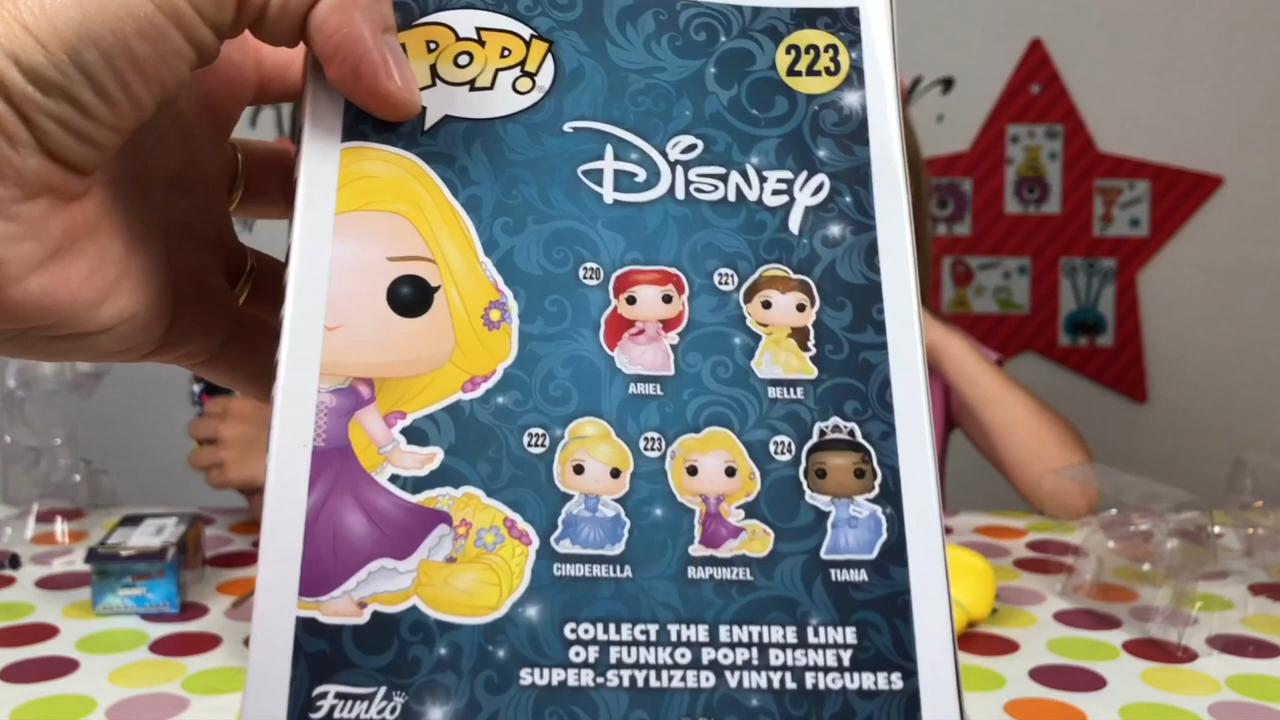 POP!
223
Disney
220
221
ARIEL
BELLE
222
223
224
CINDERELLA
RAPUNZEL
TIANA
COLLECT THE ENTIRE LINE
OF FUNKO POP! DISNEY
SUPER-STYLIZED VINYL FIGURES
Funko